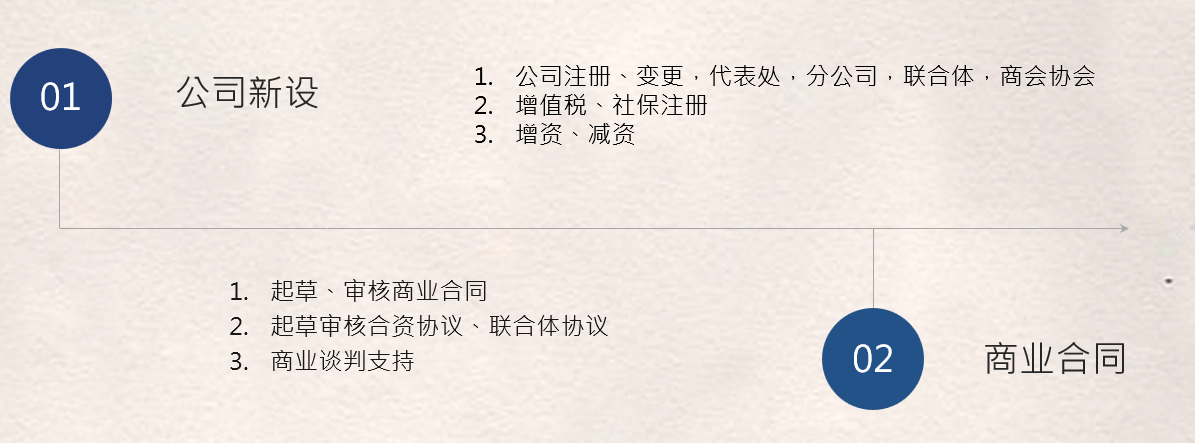 01
公司新设
1. 公司注册、变更，代表处，分公司，联合体，商会协会
2. 增值税、社保注册
3. 增资、减资
1. 起草、审核商业合同
2. 起草审核合资协议、联合体协议
3. 商业谈判支持
02
商业合同